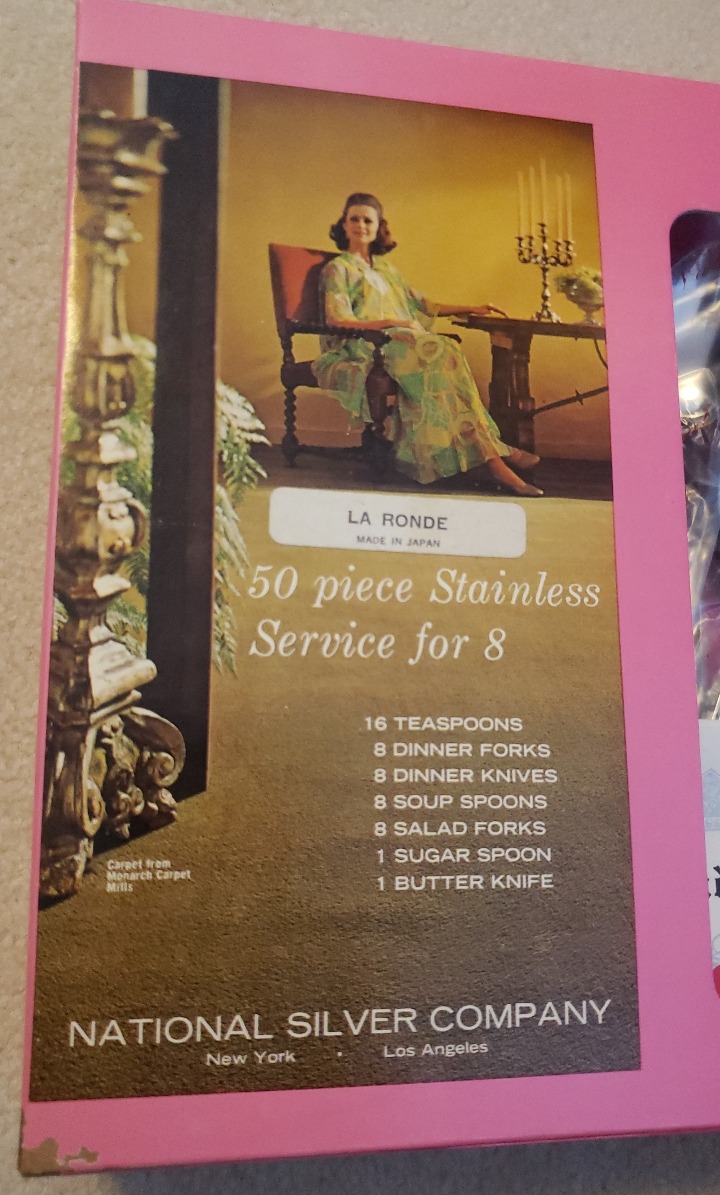 LA RONDE
MADE IN JAPAN
50 piece Stainless
Service for 8
16 TEASPOONS
8 DINNER FORKS
8 DINNER KNIVES
8 SOUP SPOONS
8 SALAD FORKS
1 SUGAR SPOON
1 BUTTER KNIFE
Carpet from
Monarch Carpet
Mills
NATIONAL SILVER COMPANY
New York · Los Angeles